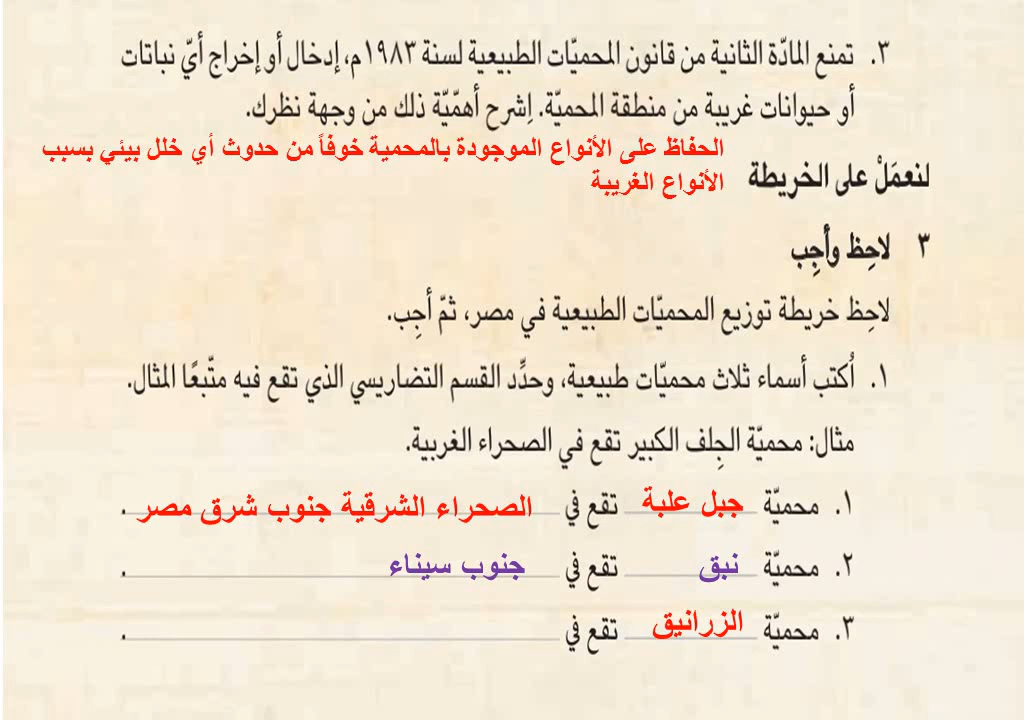 ٣. تمنع المادّة الثانية من قانون المحميّات الطبيعية لسنة ١٩٨٣م، إدخال أو إخراج أيّ نباتات
أو حيوانات غريبة من منطقة المحميّة. اِشرح أهمّيّة ذلك من وجهة نظرك.
الحفاظ على الأنواع الموجودة بالمحمية خوفاً من حدوث أي خلل بيئي بسبب
الأنواع الغريبة
لنعمَلْ على الخريطة
٣ لاحِظ وأجِب
لاحِظ خريطة توزيع المحميّات الطبيعية في مصر، ثمّ أجِب.
١. اُكتب أسماء ثلاث محميّات طبيعية، وحدِّد القسم التضاريسي الذي تقع فيه متّبعًا المثال.
مثال: محميّة الجِلف الكبير تقع في الصحراء الغربية.
١. محميّة جبل علبة تقع في الصحراء الشرقية جنوب شرق مصر.
٢. محميّة نبق تقع في جنوب سيناء.
٣. محميّة الزرانيق تقع في .